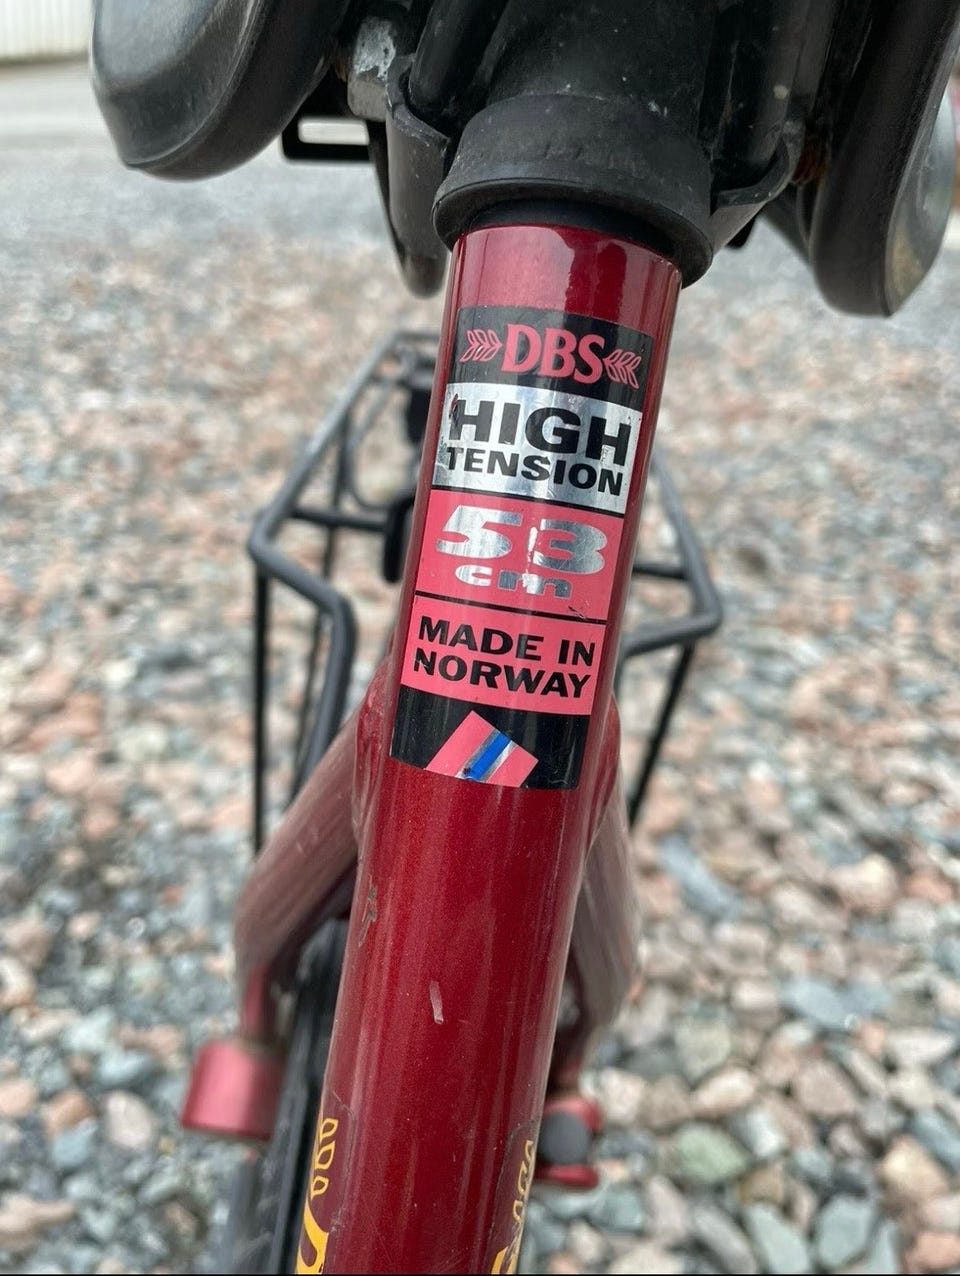 DBS
HIGH
TENSION
53
cm
MADE IN
NORWAY